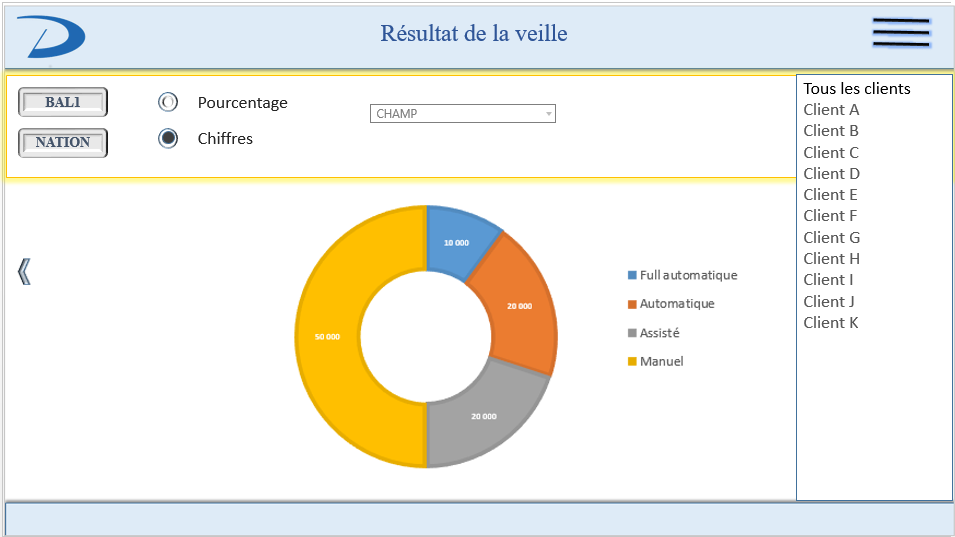 Résultat de la veille
BAL1
NATION
Pourcentage
Chiffres
CHAMP
Tous les clients
Client A
Client B
Client C
Client D
Client E
Client F
Client G
Client H
Client I
Client J
Client K
10 000
20 000
50 000
20 000
Full automatique
Automatique
Assisté
Manuel